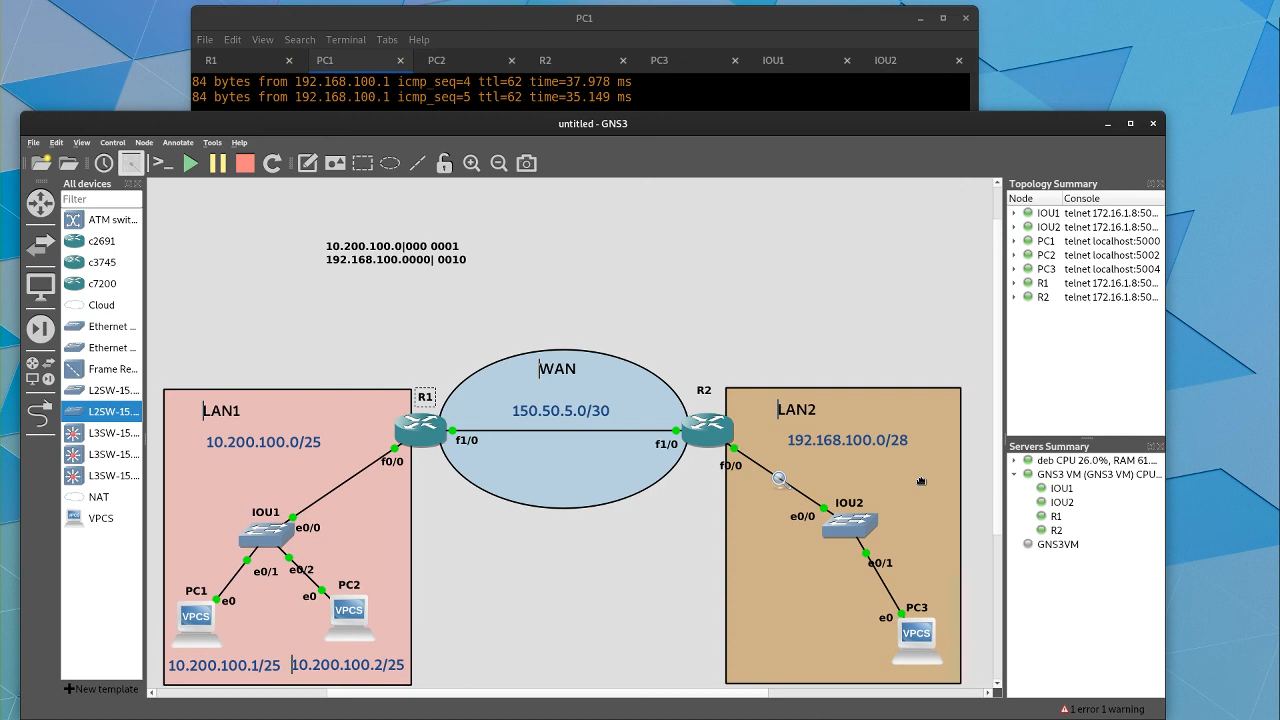 PC1
File Edit View Search Terminal Tabs Help
R1 PC1 PC2 R2 PC3 IOU1 IOU2
84 bytes from 192.168.100.1 icmp_seq=4 ttl=62 time=37.978 ms
84 bytes from 192.168.100.1 icmp_seq=5 ttl=62 time=35.149 ms
untitled - GNS3
File Edit View Control Node Annotate Tools Help
All devices
Filter
ATM swit...
c2691
c3745
c7200
Cloud
Ethernet ...
Ethernet ...
Frame Re...
L2SW-15....
L2SW-15....
L3SW-15....
L3SW-15....
L3SW-15....
NAT
VPCS
New template
10.200.100.0|000 0001
192.168.100.0000| 0010
WAN
150.50.5.0/30
R1
R2
f1/0
f1/0
f0/0
f0/0
LAN1
10.200.100.0/25
IOU1
e0/0
e0/1
e0/2
PC1
e0
VPCS
PC2
e0
VPCS
10.200.100.1/25
10.200.100.2/25
LAN2
192.168.100.0/28
IOU2
e0/0
e0/1
PC3
e0
VPCS
Topology Summary
Node Console
IOU1 telnet 172.16.1.8:50...
IOU2 telnet 172.16.1.8:50...
PC1 telnet localhost:5000
PC2 telnet localhost:5002
PC3 telnet localhost:5004
R1 telnet 172.16.1.8:50...
R2 telnet 172.16.1.8:50...
Servers Summary
deb CPU 26.0%, RAM 61....
GNS3 VM (GNS3 VM) CPU...
IOU1
IOU2
R1
R2
GNS3VM
1 error 1 warning